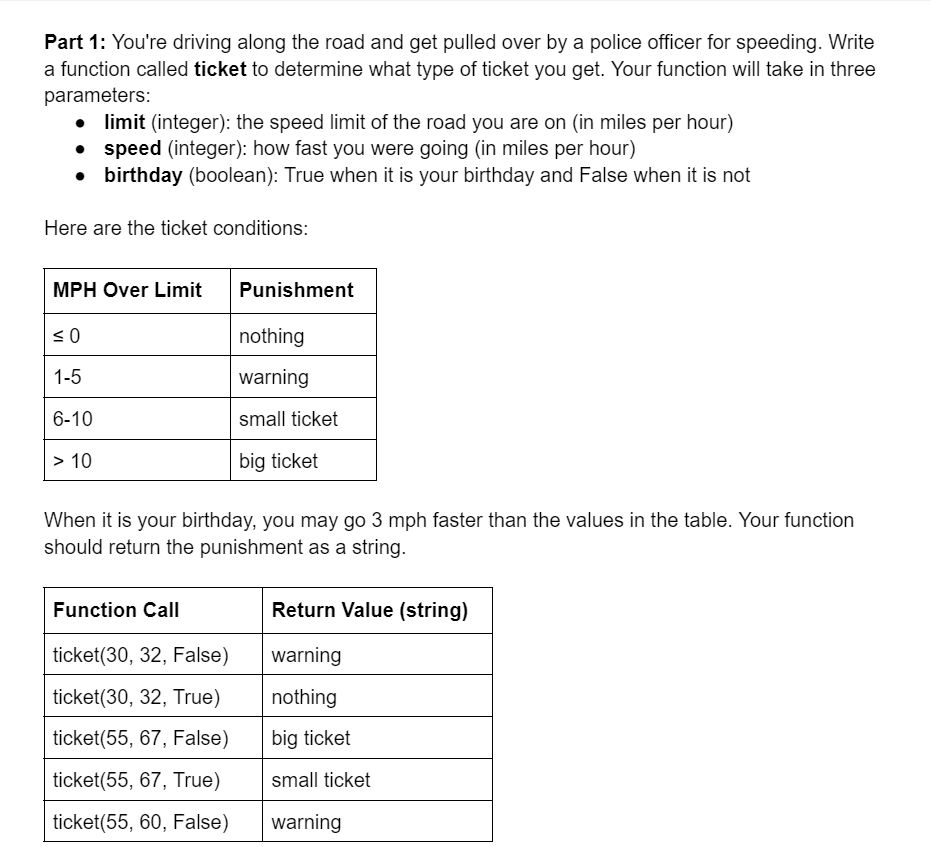 Part 1: You're driving along the road and get pulled over by a police officer for speeding. Write
a function called ticket to determine what type of ticket you get. Your function will take in three
parameters:
● limit (integer): the speed limit of the road you are on (in miles per hour)
● speed (integer): how fast you were going (in miles per hour)
● birthday (boolean): True when it is your birthday and False when it is not
Here are the ticket conditions:
MPH Over Limit Punishment
≤ 0 nothing
1-5 warning
6-10 small ticket
> 10 big ticket
When it is your birthday, you may go 3 mph faster than the values in the table. Your function
should return the punishment as a string.
Function Call Return Value (string)
ticket(30, 32, False) warning
ticket(30, 32, True) nothing
ticket(55, 67, False) big ticket
ticket(55, 67, True) small ticket
ticket(55, 60, False) warning